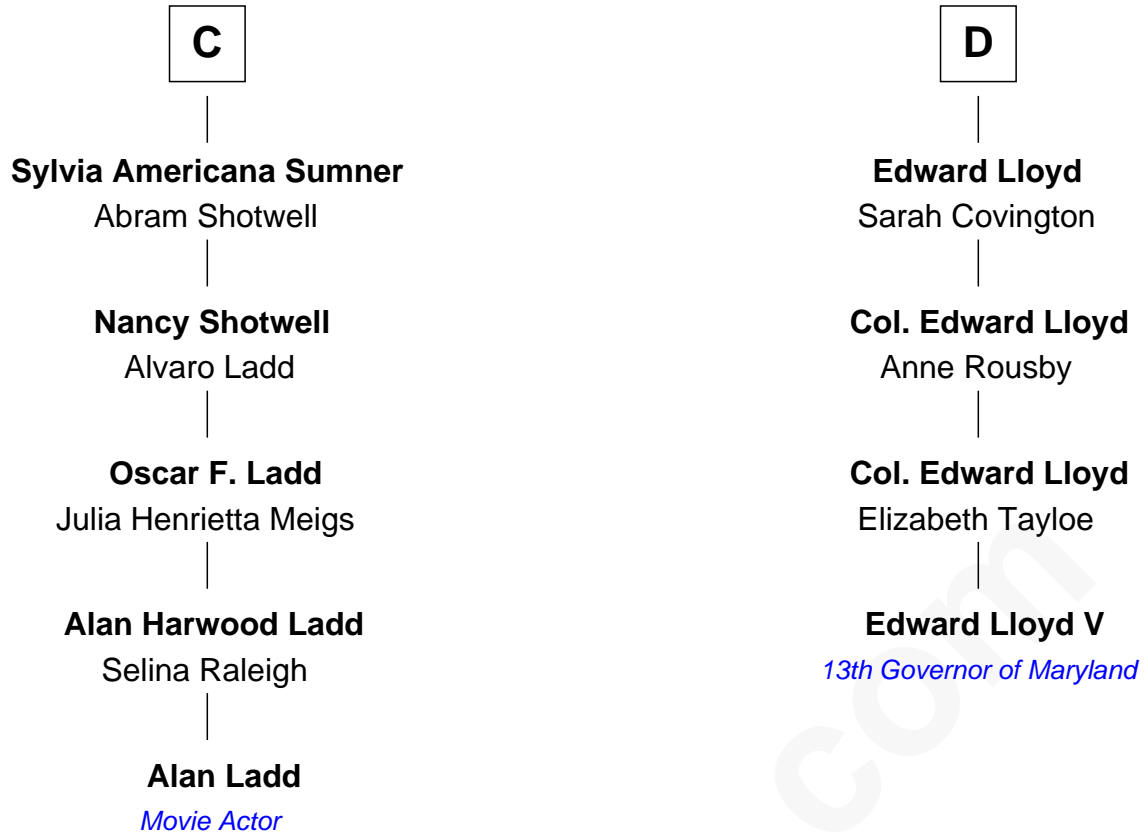 C
Sylvia Americana Sumner
Abram Shotwell
Nancy Shotwell
Alvaro Ladd
Oscar F. Ladd
Julia Henrietta Meigs
Alan Harwood Ladd
Selina Raleigh
Alan Ladd
Movie Actor
D
Edward Lloyd
Sarah Covington
Col. Edward Lloyd
Anne Rousby
Col. Edward Lloyd
Elizabeth Tayloe
Edward Lloyd V
13th Governor of Maryland
com